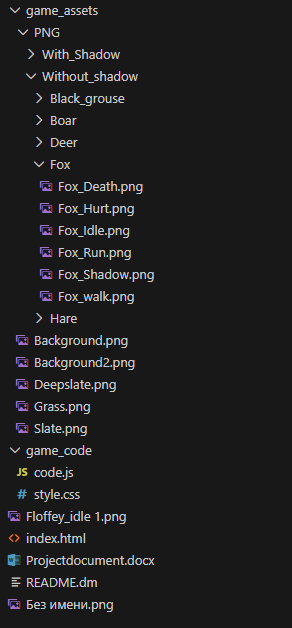 game_assets
PNG
With_Shadow
Without_shadow
Black_grouse
Boar
Deer
Fox
Fox_Death.png
Fox_Hurt.png
Fox_Idle.png
Fox_Run.png
Fox_Shadow.png
Fox_walk.png
Hare
Background.png
Background2.png
Deepslate.png
Grass.png
Slate.png
game_code
JS code.js
# style.css
Floffey_idle 1.png
index.html
Projectdocument.docx
README.dm
Без имени.png